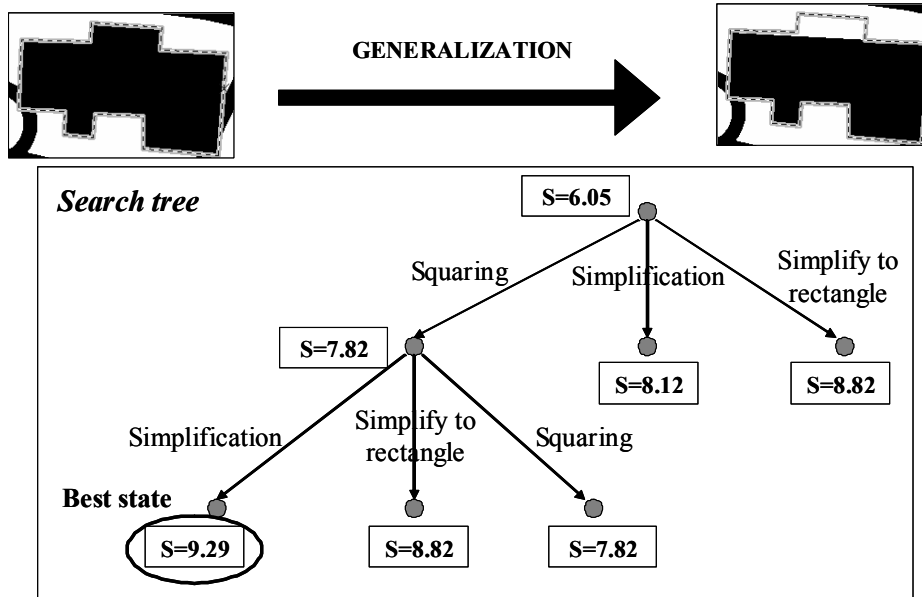 GENERALIZATION
Search tree
S=6.05
Squaring
Simplification
Simplify to
rectangle
S=7.82
S=8.12
S=8.82
Simplification
Simplify to
rectangle
Squaring
Best state
S=9.29
S=8.82
S=7.82